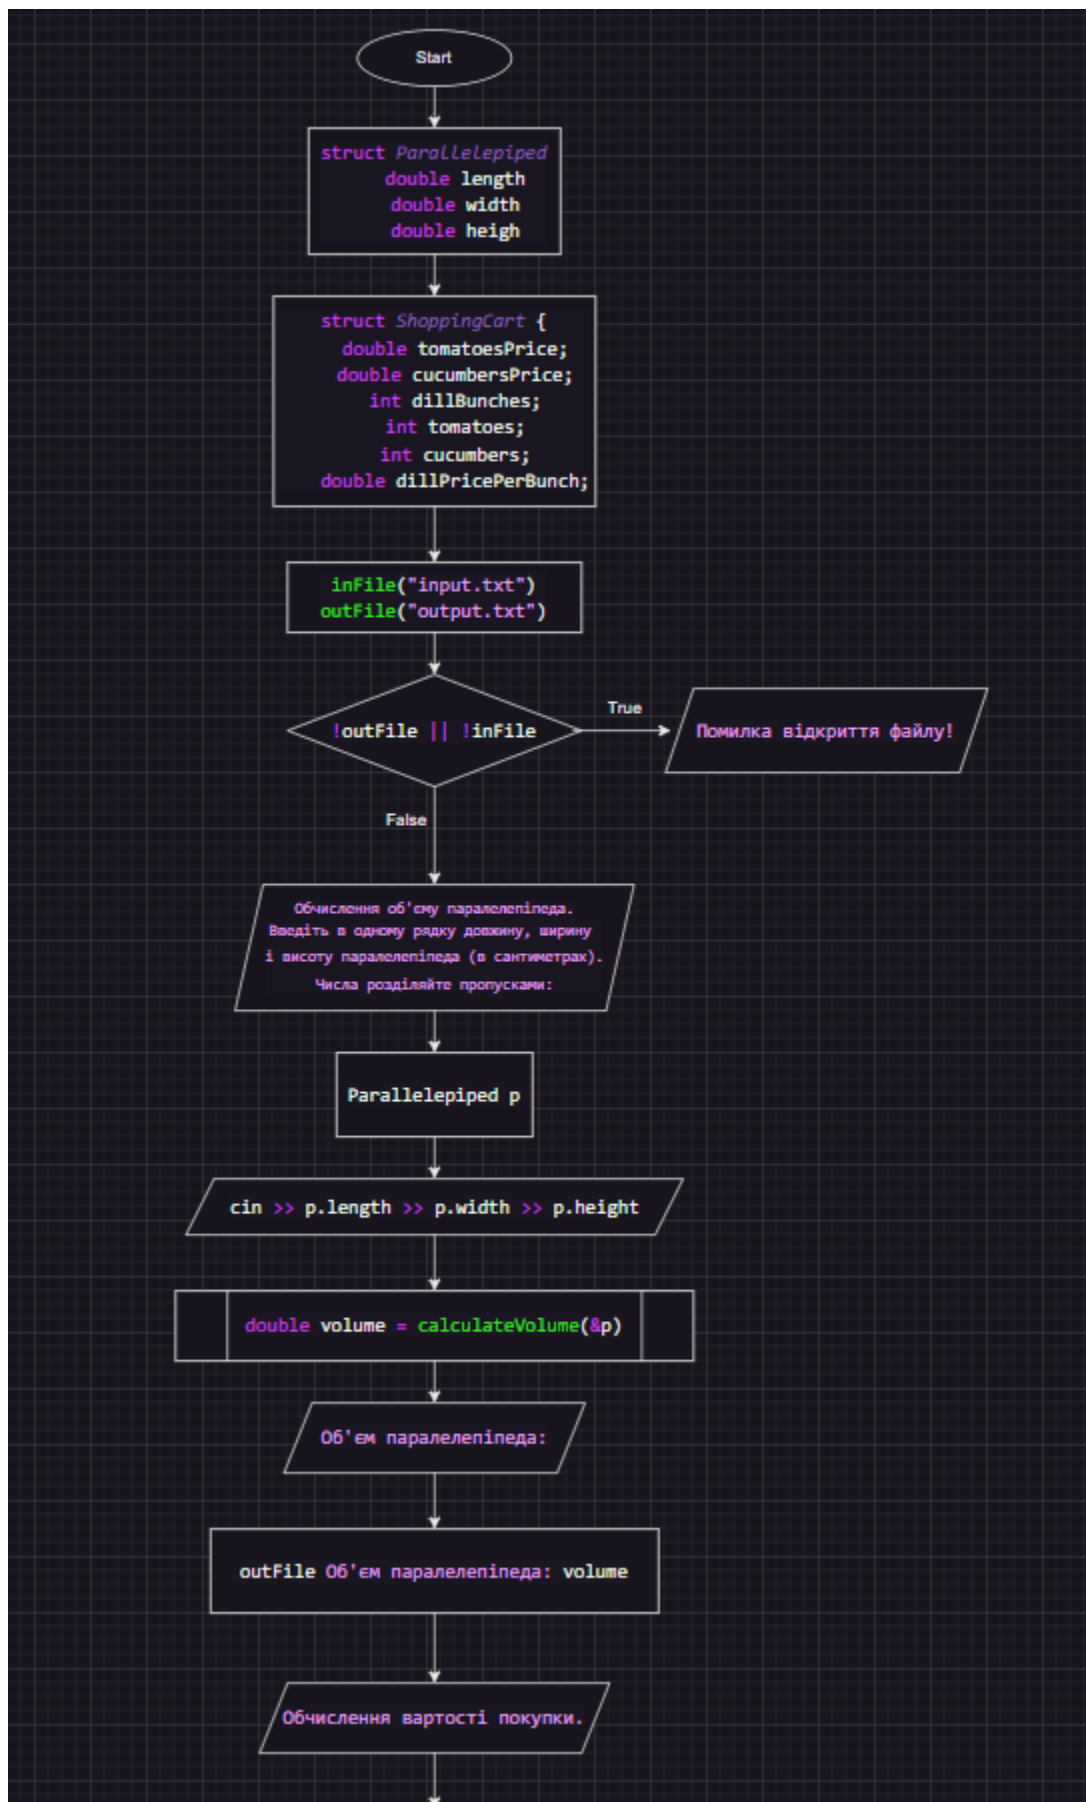 Start
struct Parallelepiped
double length
double width
double heigh
struct ShoppingCart {
double tomatoesPrice;
double cucumbersPrice;
int dillBunches;
int tomatoes;
int cucumbers;
double dillPricePerBunch;
inFile("input.txt")
outFile("output.txt")
!outFile || !inFile
True
Помилка відкриття файлу!
False
Обчислення об'єму паралелепіпеда.
Введіть в одному рядку довжину, ширину
і висоту паралелепіпеда (в сантиметрах).
Числа розділяйте пропусками:
Parallelepiped p
cin >> p.length >> p.width >> p.height
double volume = calculateVolume(&p)
Об'єм паралелепіпеда:
outFile Об'єм паралелепіпеда: volume
Обчислення вартості покупки.